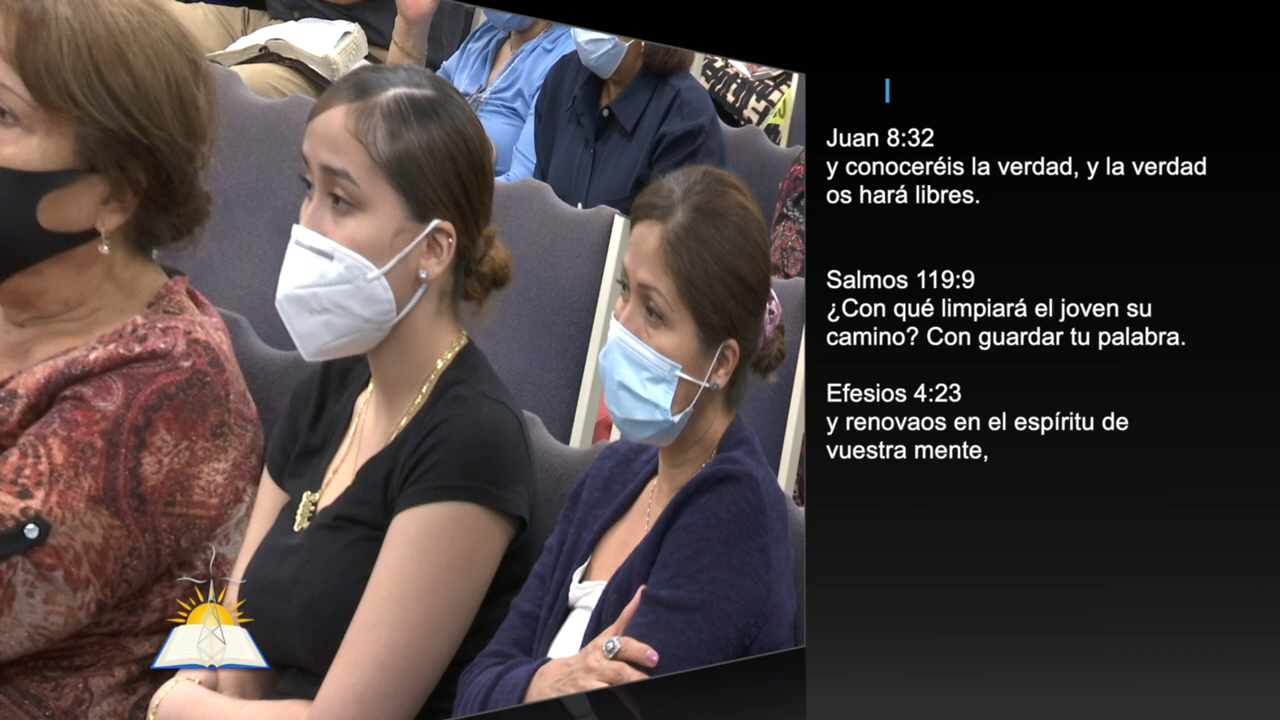 Juan 8:32
y conoceréis la verdad, y la verdad
os hará libres.
Salmos 119:9
¿Con qué limpiará el joven su
camino? Con guardar tu palabra.
Efesios 4:23
y renovaos en el espíritu de
vuestra mente,